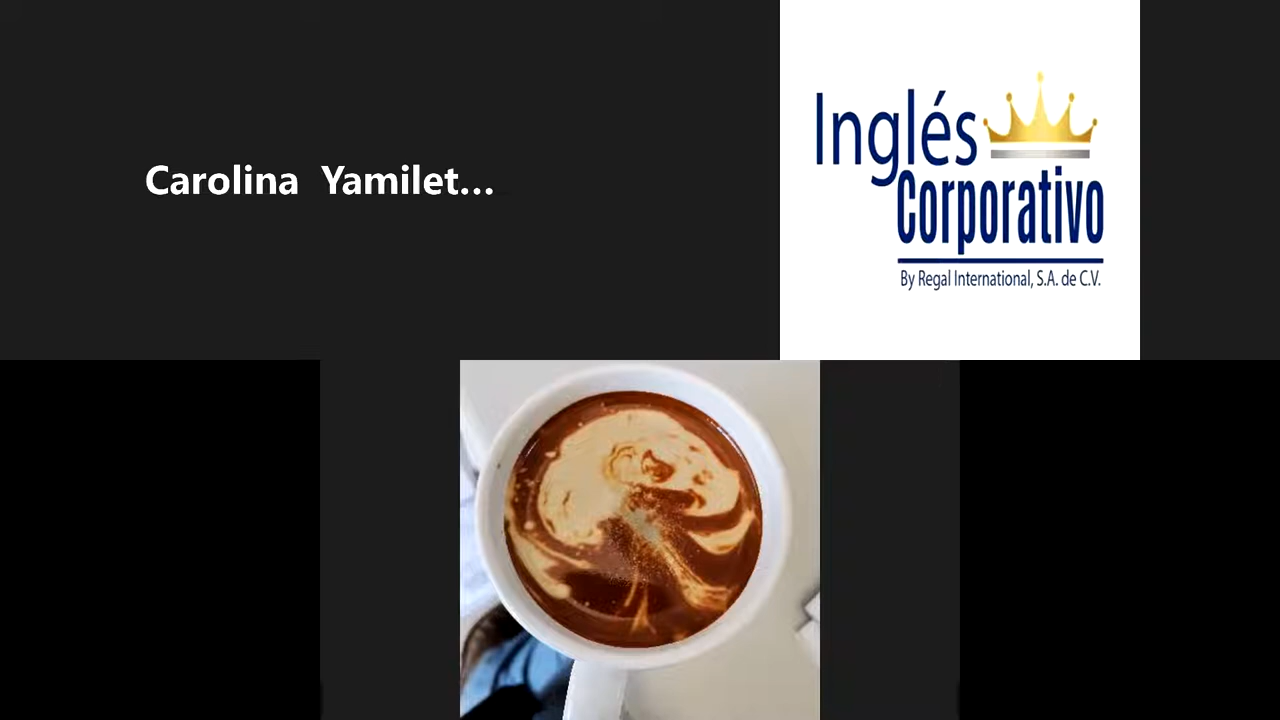 Carolina Yamilet...
Inglés
Corporativo
By Regal International, S.A. de C.V.